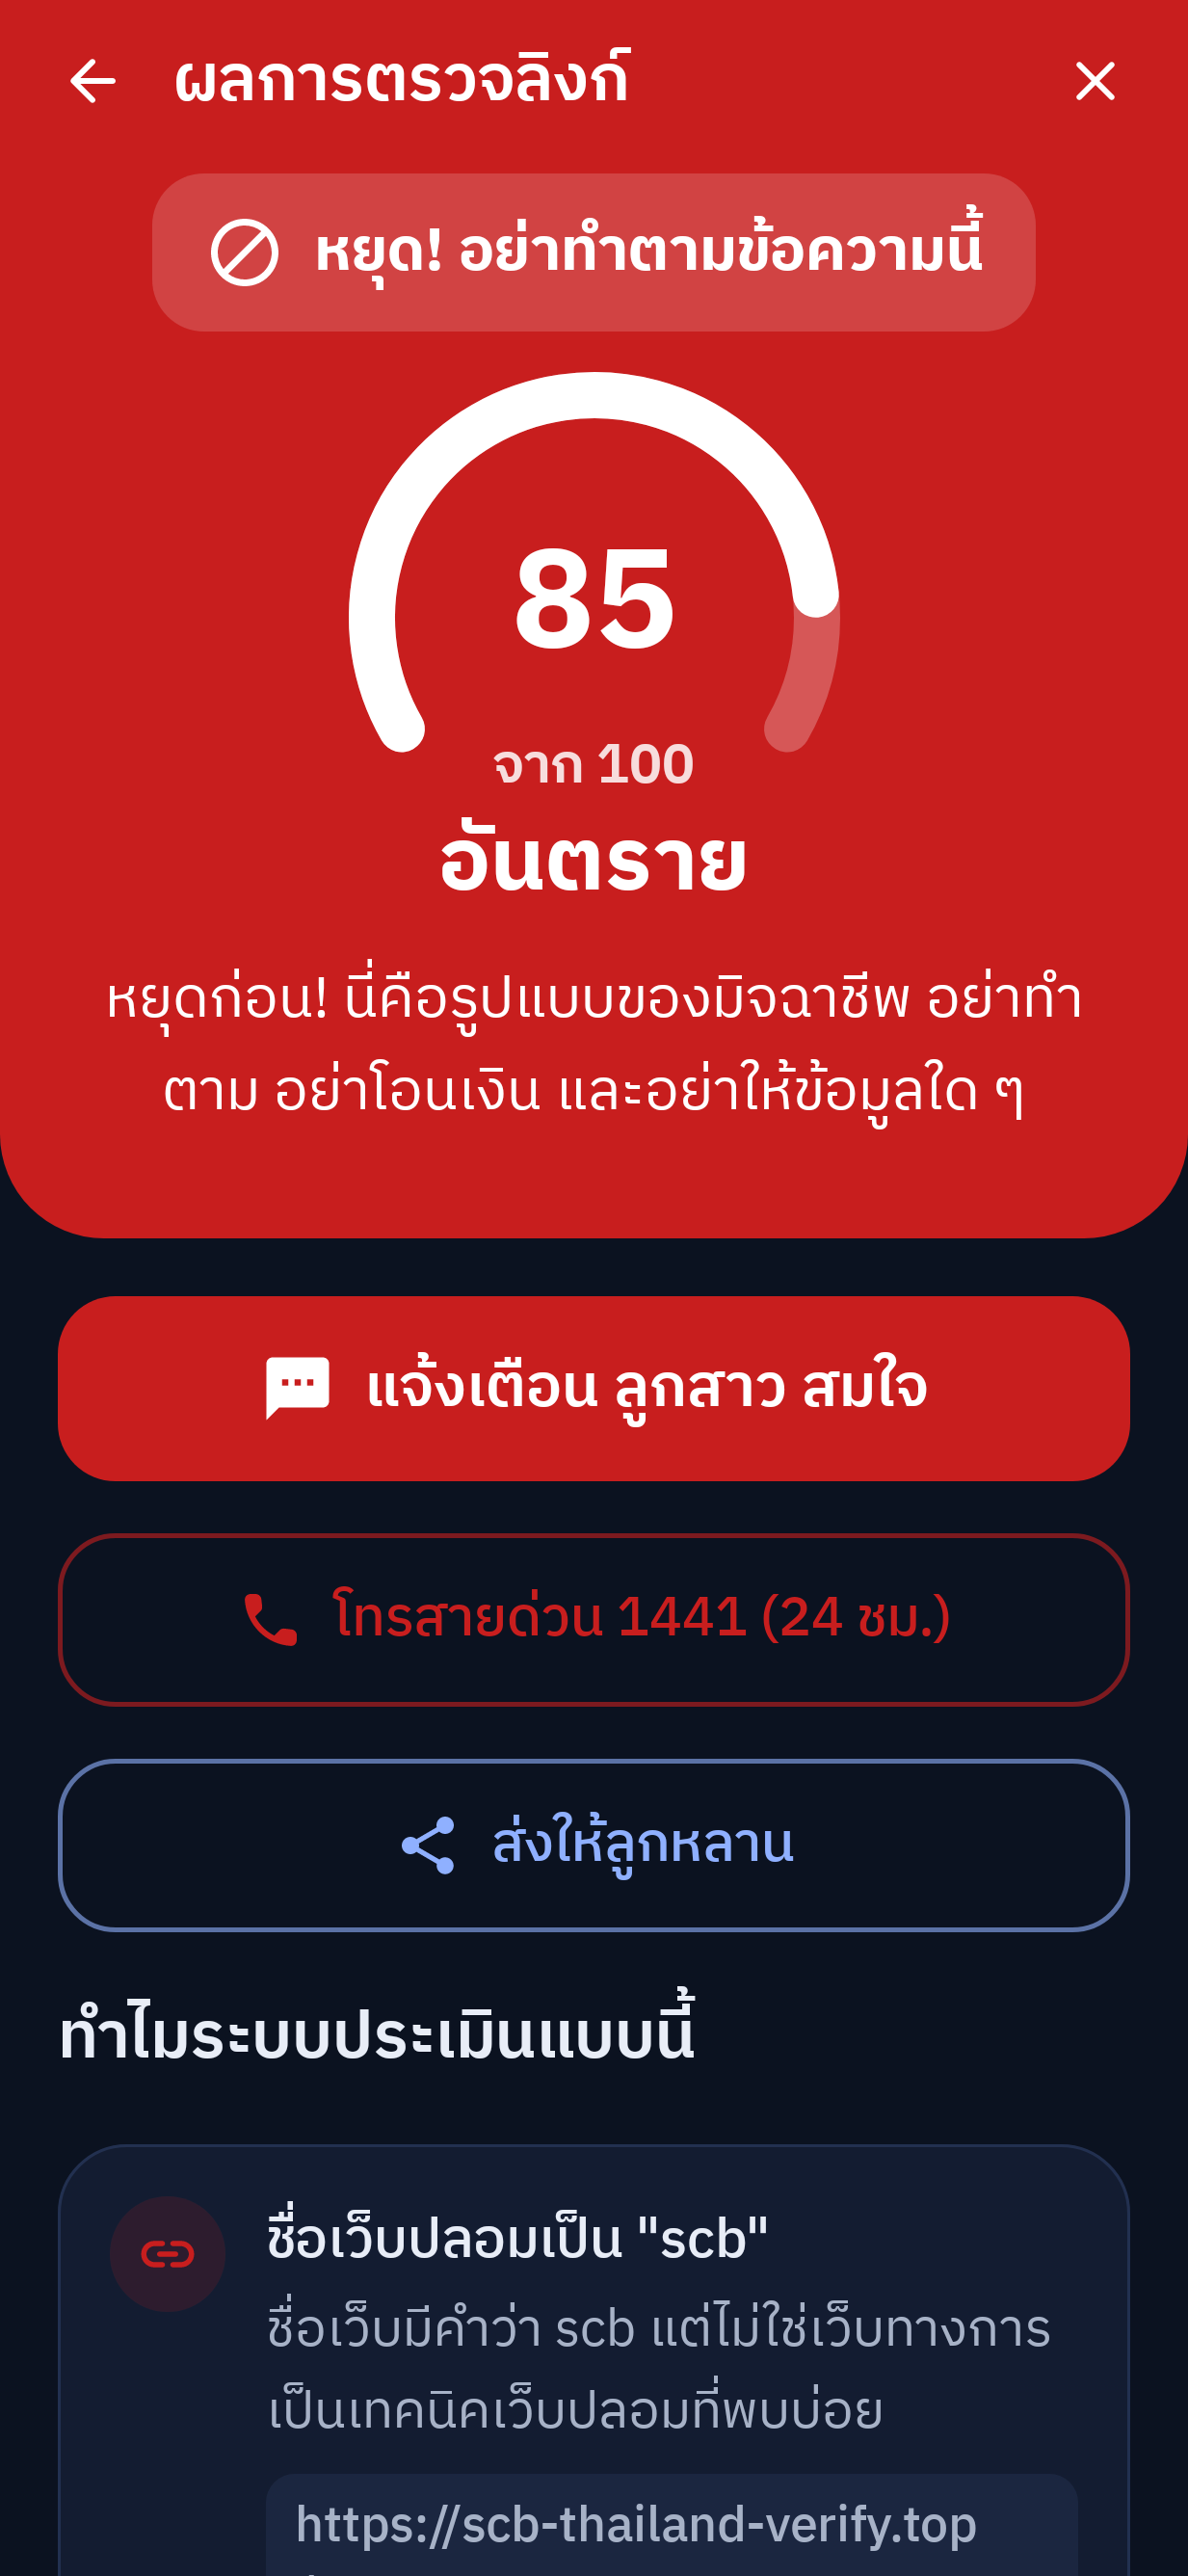 ผลการตรวจลิงก์
หยุด! อย่าทำตามข้อความนี้
85
จาก 100
อันตราย
หยุดก่อน! นี่คือรูปแบบของมิจฉาชีพ อย่าทำ
ตาม อย่าโอนเงิน และอย่าให้ข้อมูลใด ๆ
แจ้งเตือน ลูกสาว สมใจ
โทรสายด่วน 1441 (24 ชม.)
ส่งให้ลูกหลาน
ทำไมระบบประเมินแบบนี้
ชื่อเว็บปลอมเป็น "scb"
ชื่อเว็บมีคำว่า scb แต่ไม่ใช่เว็บทางการ
เป็นเทคนิคเว็บปลอมที่พบบ่อย
https://scb-thailand-verify.top